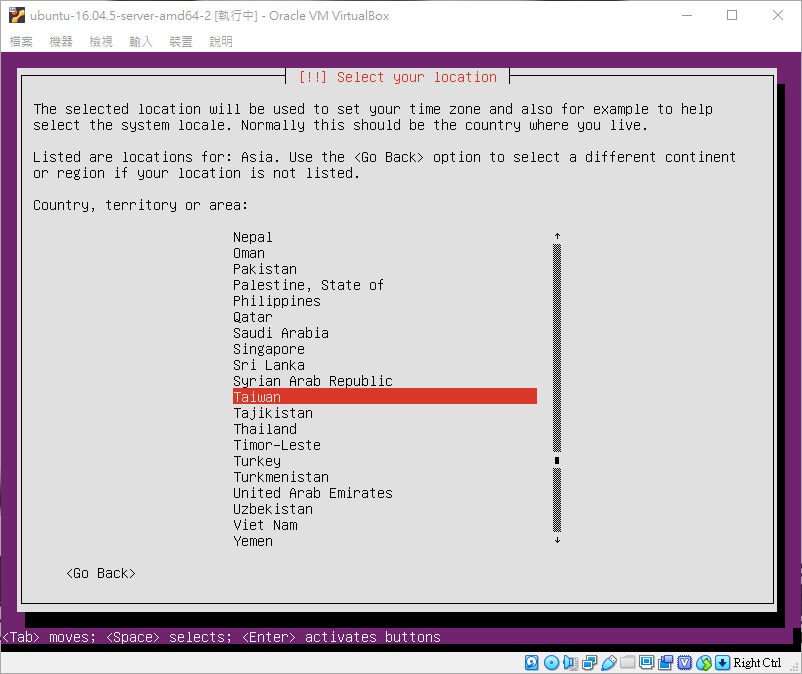 ubuntu-16.04.5-server-amd64-2 [執行中] - Oracle VM VirtualBox
檔案 機器 檢視 輸入 裝置 說明
[!!] Select your location
The selected location will be used to set your time zone and also for example to help
select the system locale. Normally this should be the country where you live.
Listed are locations for: Asia. Use the <Go Back> option to select a different continent
or region if your location is not listed.
Country, territory or area:
Nepal
Oman
Pakistan
Palestine, State of
Philippines
Qatar
Saudi Arabia
Singapore
Sri Lanka
Syrian Arab Republic
Taiwan
Tajikistan
Thailand
Timor-Leste
Turkey
Turkmenistan
United Arab Emirates
Uzbekistan
Viet Nam
Yemen
<Go Back>
<Tab> moves; <Space> selects; <Enter> activates buttons
Right Ctrl